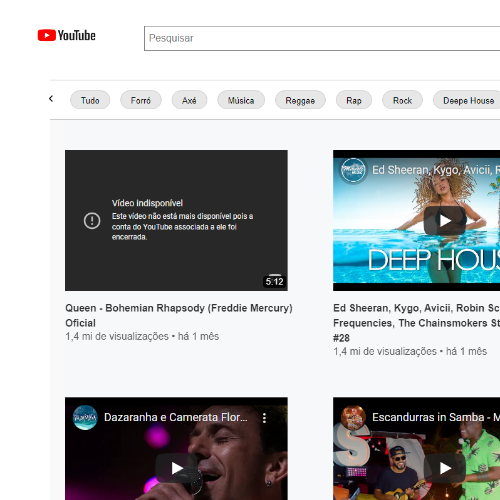 YouTube
Pesquisar
Tudo
Forró
Axé
Música
Reggae
Rap
Rock
Deepe House
Vídeo indisponível
Este vídeo não está mais disponível pois a
conta do YouTube associada a ele foi
encerrada.
5:12
Ed Sheeran, Kygo, Avicii, R
DEEP HOUS
Queen - Bohemian Rhapsody (Freddie Mercury)
Oficial
1,4 mi de visualizações • há 1 mês
Ed Sheeran, Kygo, Avicii, Robin Sc
Frequencies, The Chainsmokers St
#28
1,4 mi de visualizações • há 1 mês
Dazaranha e Camerata Flor...
Escandurras in Samba - M